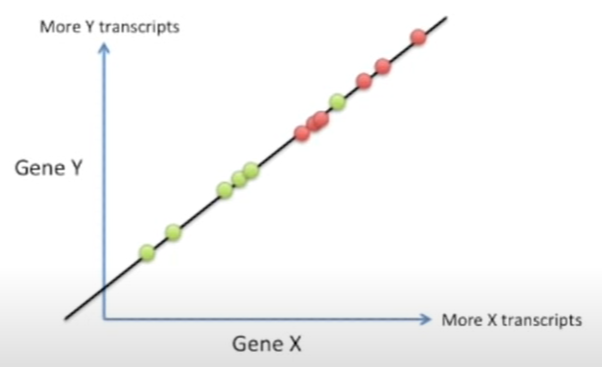 More Y transcripts
Gene Y
More X transcripts
Gene X